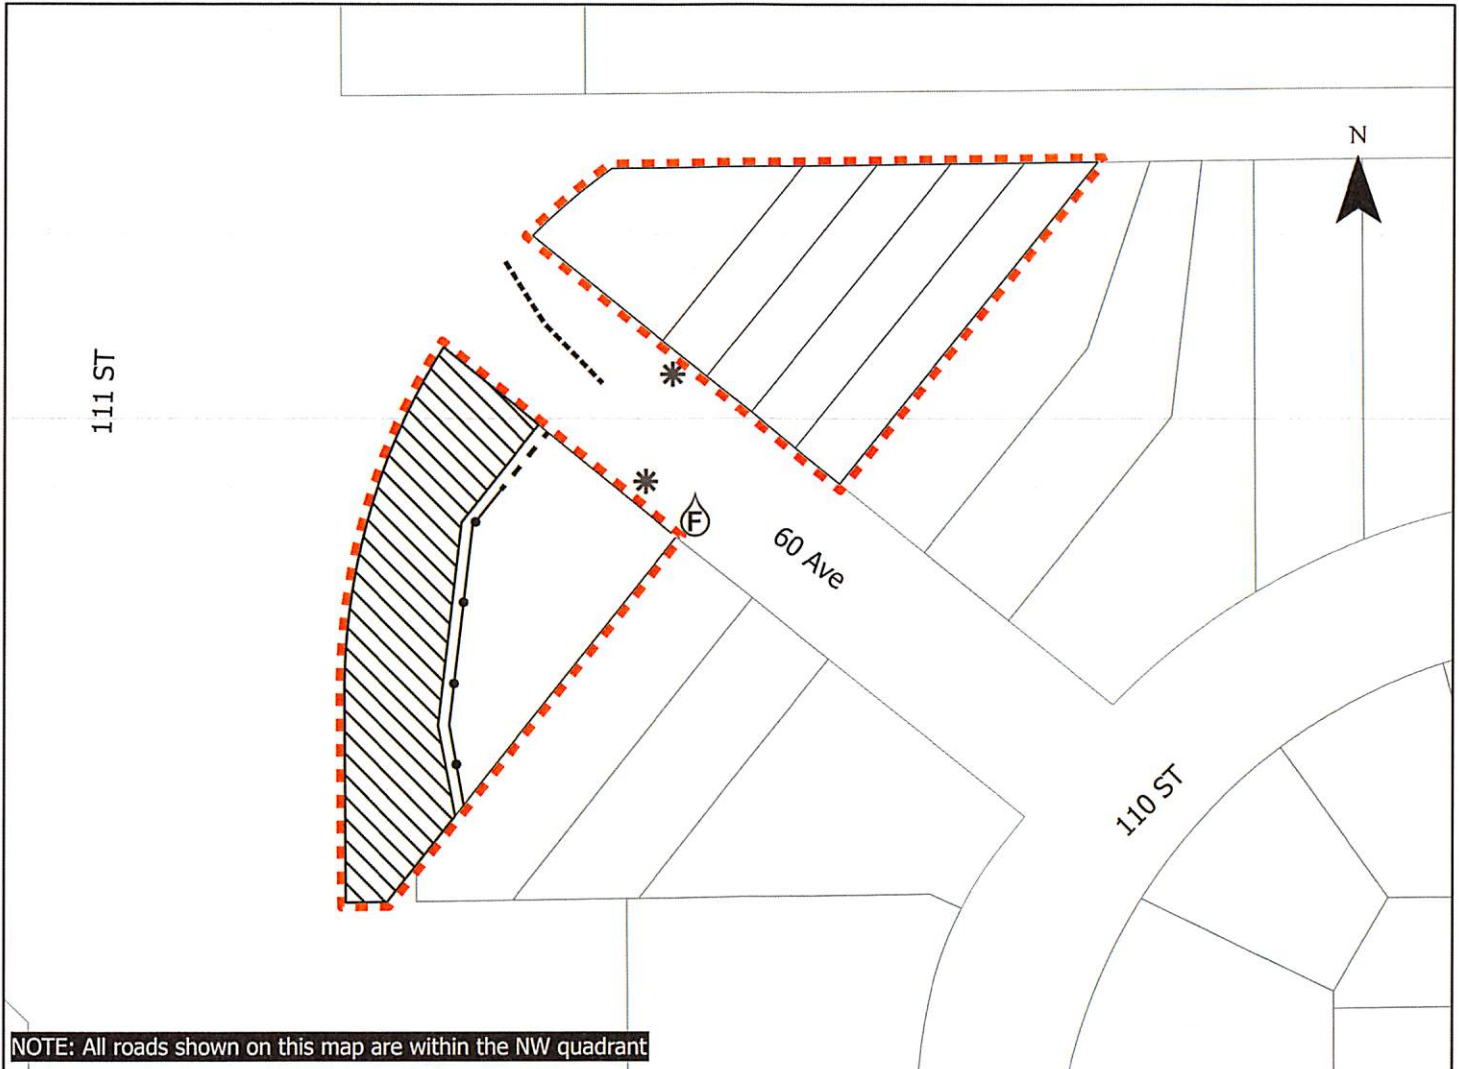 N
111 ST
F
60 Ave
110 ST
NOTE: All roads shown on this map are within the NW quadrant